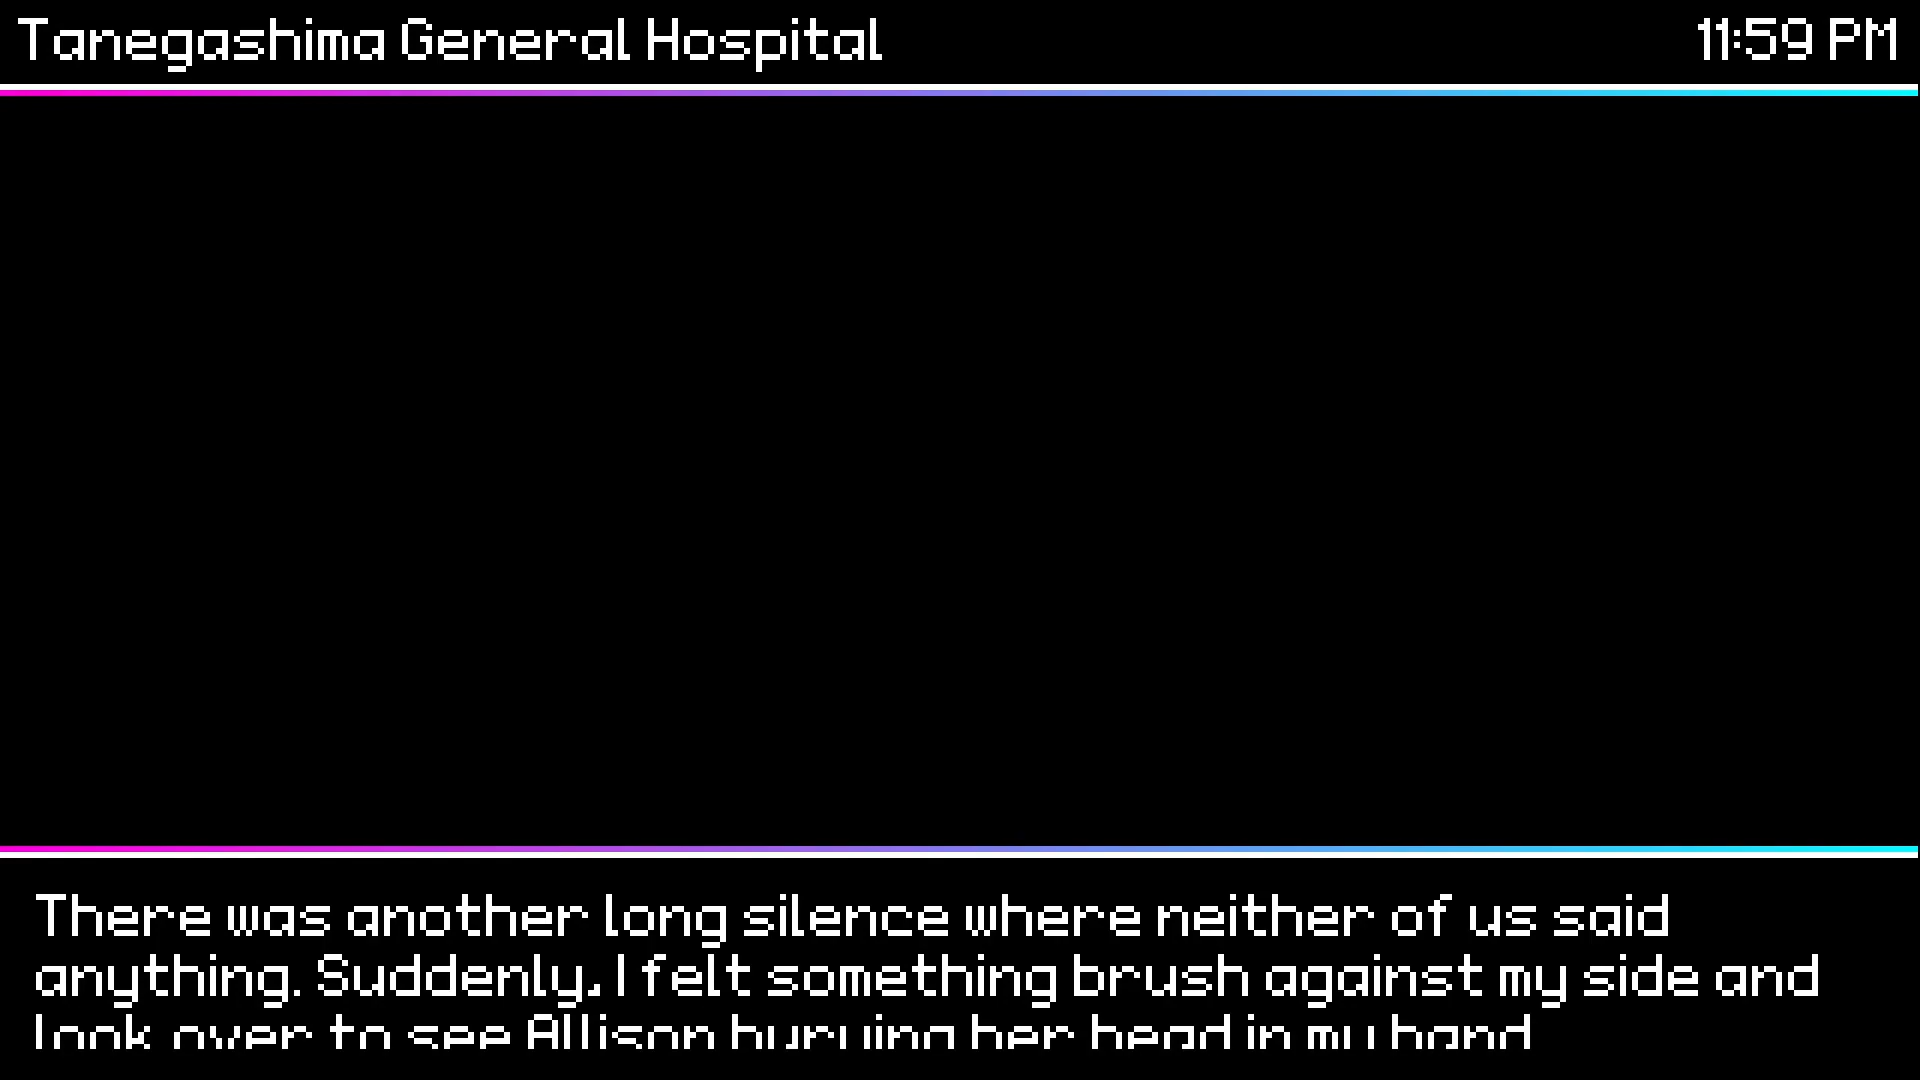 Tanegashima General Hospital
11:59 PM
There was another long silence where neither of us said
anything. Suddenly, I felt something brush against my side and
look over to see Allison burying her head in my hand